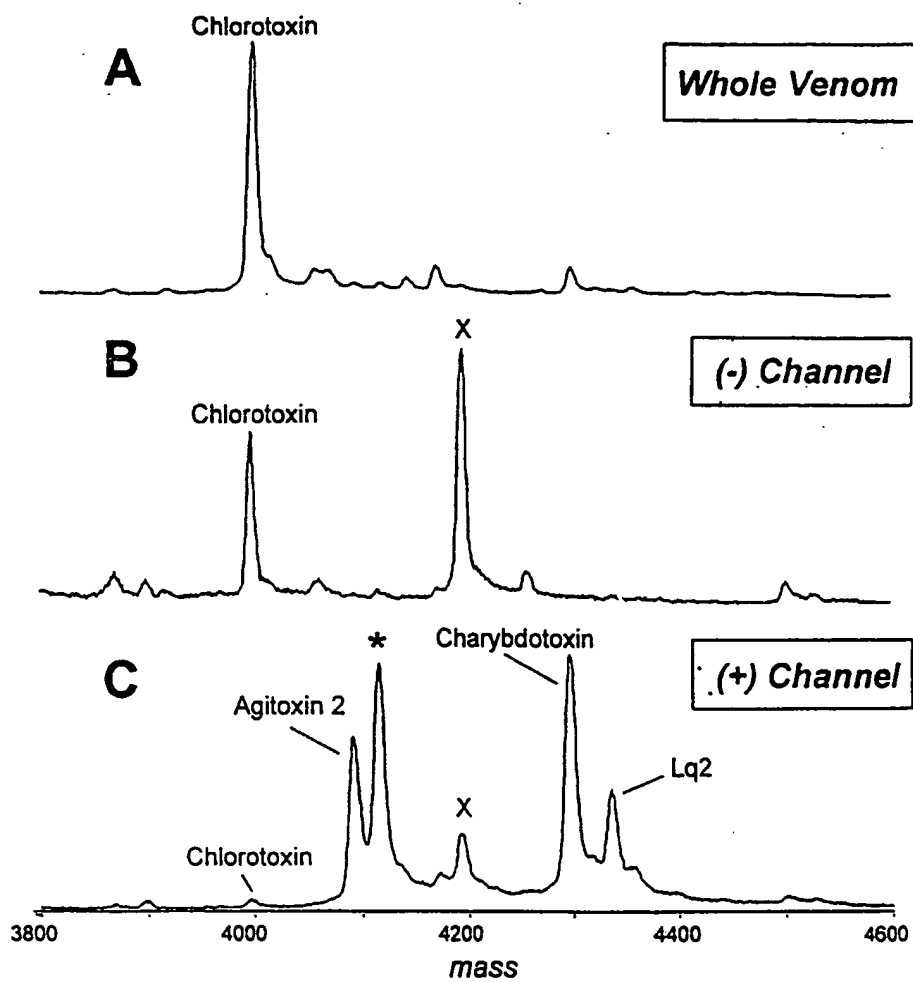 Chlorotoxin
A
Whole Venom
X
B
(-) Channel
Chlorotoxin
*
Charybdotoxin
C
(+) Channel
Agitoxin 2
X
Lq2
Chlorotoxin
3800 4000 4200 4400 4600
mass